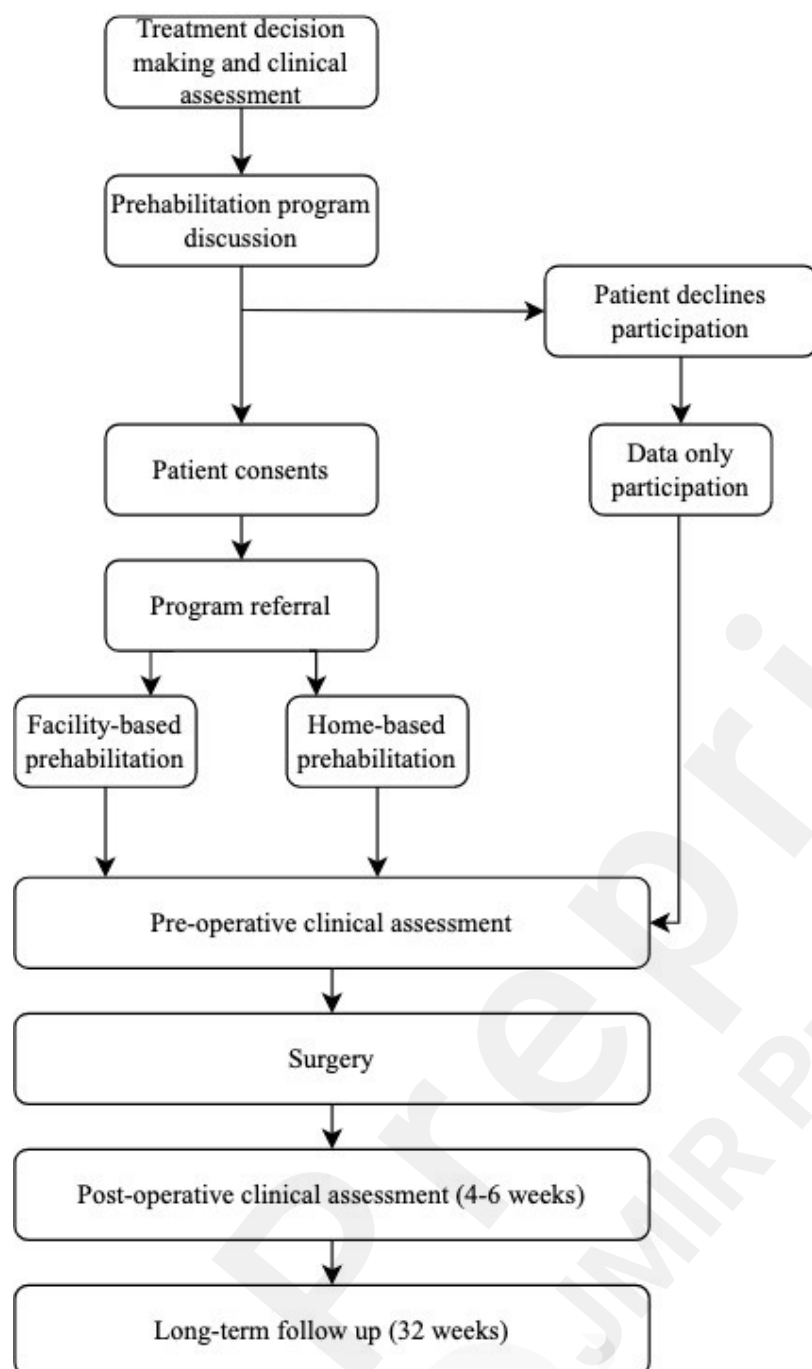 Treatment decision
making and clinical
assessment
Prehabilitation program
discussion
Patient declines
participation
Patient consents
Data only
participation
Program referral
Facility-based
prehabilitation
Home-based
prehabilitation
Pre-operative clinical assessment
Surgery
Post-operative clinical assessment (4-6 weeks)
Long-term follow up (32 weeks)
Prepri
JMIR P